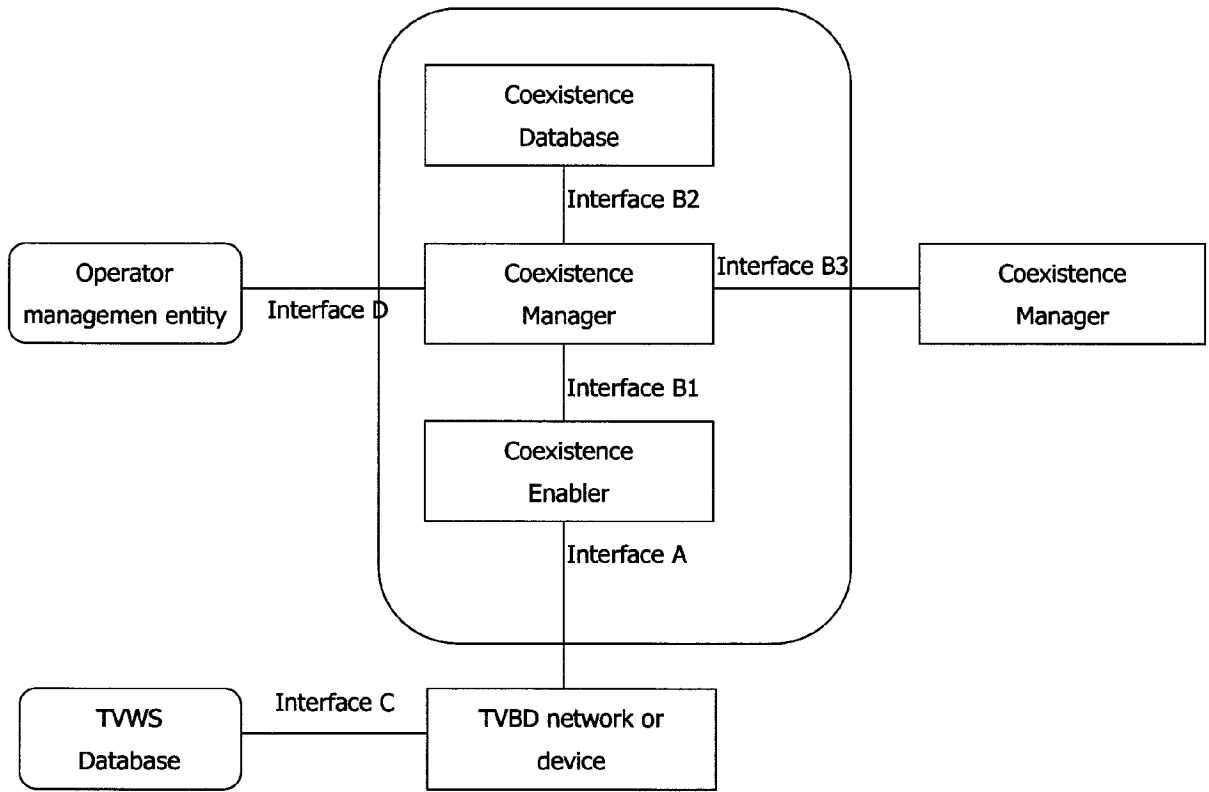 Coexistence
Database
Interface B2
Operator
managemen entity
Interface D
Coexistence
Manager
Interface B3
Coexistence
Manager
Interface B1
Coexistence
Enabler
Interface A
TVWS
Database
Interface C
TVBD network or
device